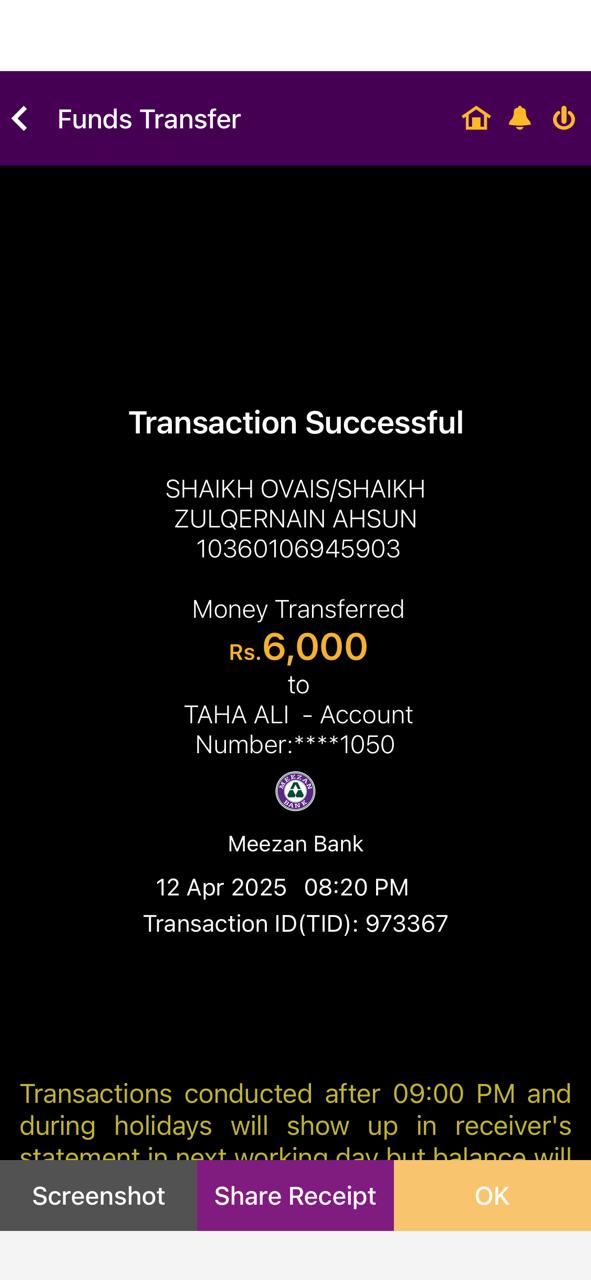 Funds Transfer
Transaction Successful
SHAIKH OVAIS/SHAIKH
ZULQERNAIN AHSUN
10360106945903
Money Transferred
Rs.6,000
to
TAHA ALI - Account
Number:****1050
MEEZAN
BANK
Meezan Bank
12 Apr 2025 08:20 PM
Transaction ID(TID): 973367
Transactions conducted after 09:00 PM and
during holidays will show up in receiver's
statement in next working day but balance will
Screenshot Share Receipt OK